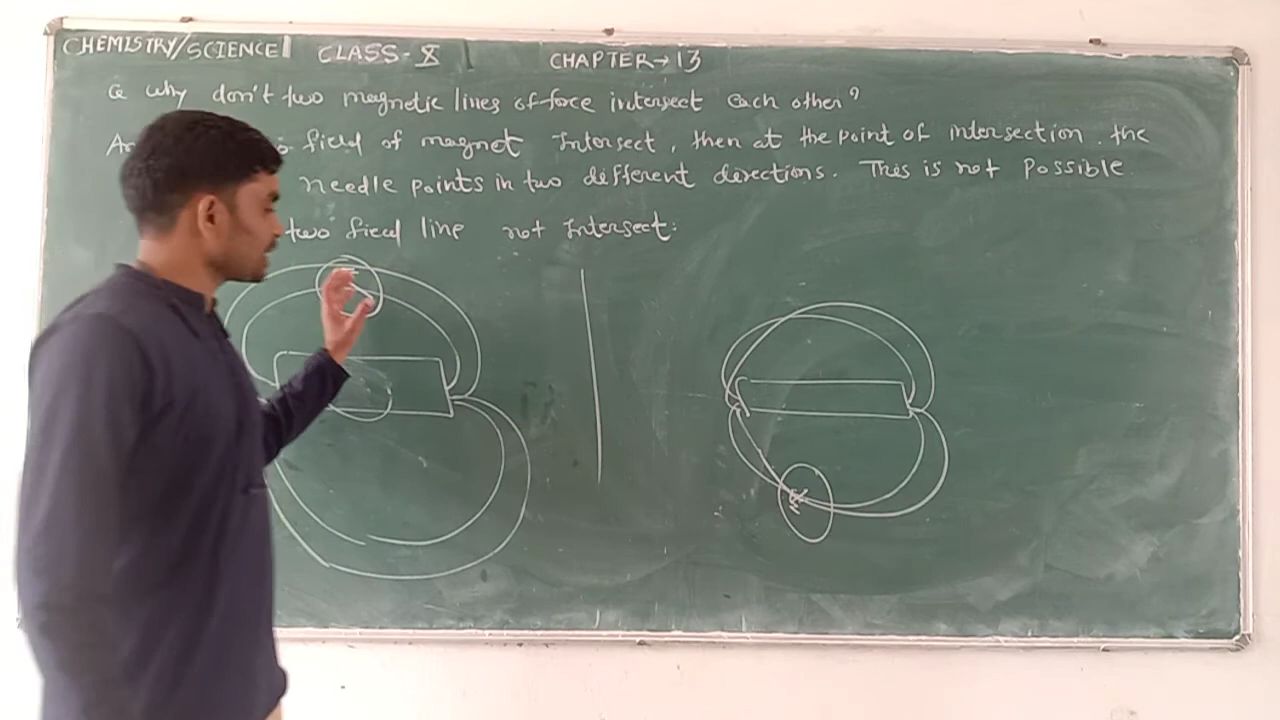 CHEMISTRY/SCIENCE CLASS-X CHAPTER→13
Q why don't two magnetic lines of force intersect each other?
An field of magnet Intersect, then at the point of intersection. the
needle points in two different directions. This is not Possible.
two field line not Intersect: